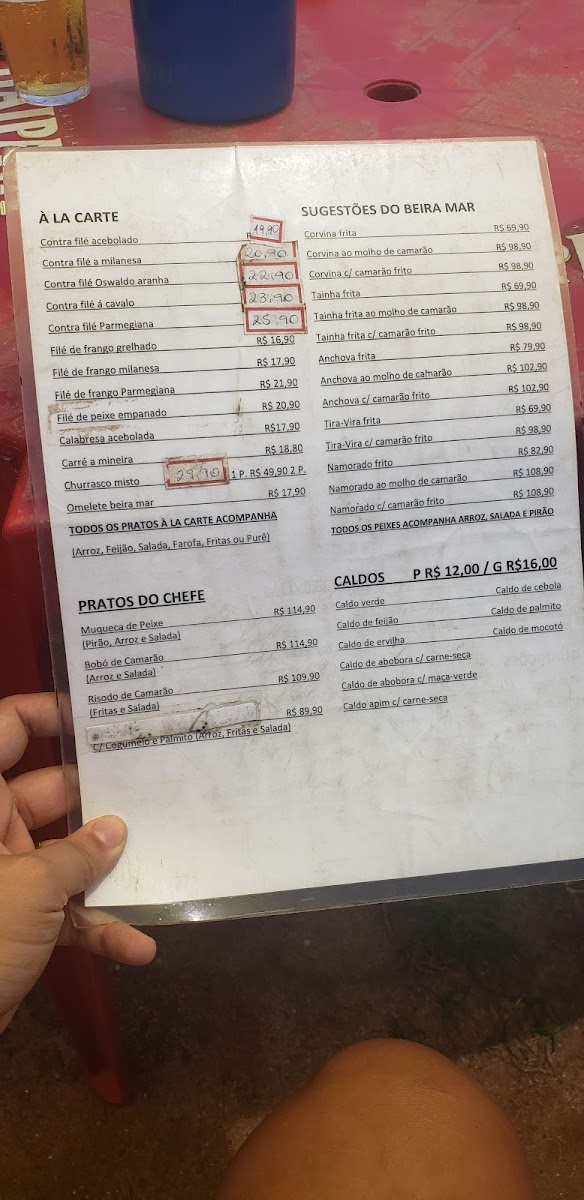 À LA CARTE
Contra filé acebolado R 19,90
Contra filé a milanesa 20,90
Contra filé Oswaldo aranha 22,90
Contra filé á cavalo 23,90
Contra filé Parmegiana 25,90
Filé de frango grelhado R$ 16,90
Filé de frango milanesa R$ 17,90
Filé de frango Parmegiana R$ 21,90
Filé de peixe empanado R$ 20,90
Calabresa acebolada R$17,90
Carré a mineira R$ 18,80
Churrasco misto 29,90 1 P. R$ 49,90 2 P.
Omelete beira mar R$ 17,90
TODOS OS PRATOS À LA CARTE ACOMPANHA
(Arroz, Feijão, Salada, Farofa, Fritas ou Purê)
PRATOS DO CHEFE
Muqueca de Peixe R$ 114,90
(Pirão, Arroz e Salada)
Bobó de Camarão R$ 114,90
(Arroz e Salada)
Risodo de Camarão R$ 109,90
(Fritas e Salada)
R$ 89,90
C/ Cogumelo e Palmito (Arroz, Fritas e Salada)
SUGESTÕES DO BEIRA MAR
Corvina frita R$ 69,90
Corvina ao molho de camarão R$ 98,90
Corvina c/ camarão frito R$ 98,90
Tainha frita R$ 69,90
Tainha frita ao molho de camarão R$ 98,90
Tainha frita c/ camarão frito R$ 98,90
Anchova frita R$ 79,90
Anchova ao molho de camarão R$ 102,90
Anchova c/ camarão frito R$ 102,90
Tira-Vira frita R$ 69,90
Tira-Vira c/ camarão frito R$ 98,90
Namorado frito R$ 82,90
Namorado ao molho de camarão R$ 108,90
Namorado c/ camarão frito R$ 108,90
TODOS OS PEIXES ACOMPANHA ARROZ, SALADA E PIRÃO
CALDOS P R$ 12,00 / G R$16,00
Caldo verde Caldo de cebola
Caldo de feijão Caldo de palmito
Caldo de ervilha Caldo de mocotó
Caldo de abobora c/ carne-seca
Caldo de abobora c/ maça-verde
Caldo apim c/ carne-seca